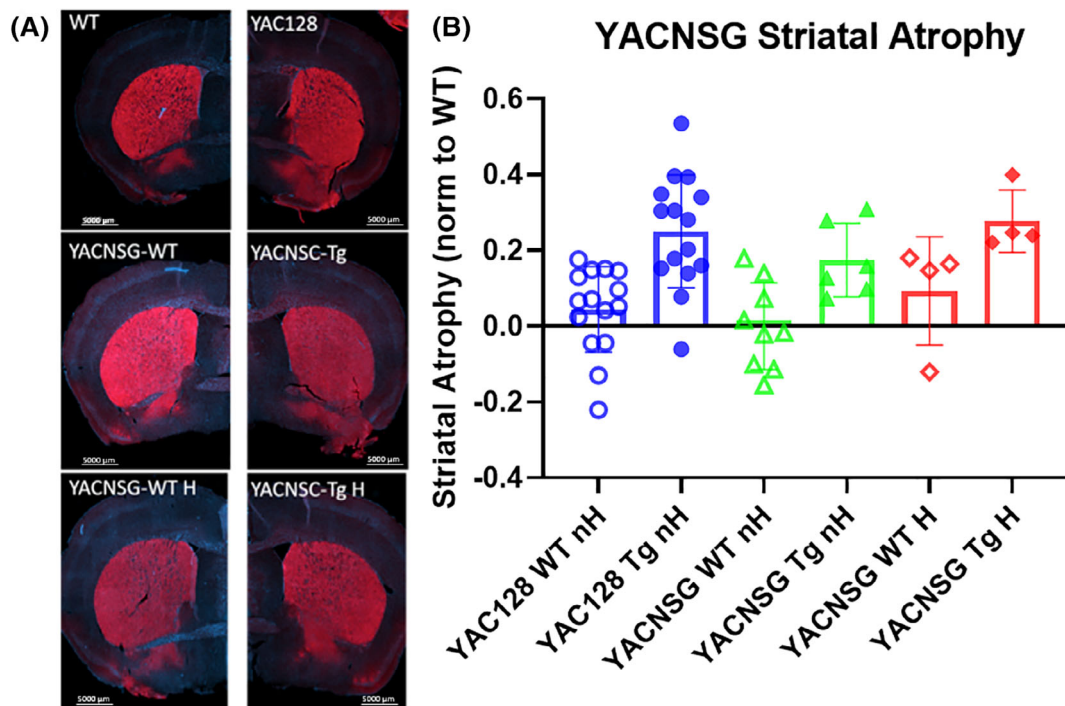 (A)
WT
5000 µm
YAC128
5000 µm
YACNSG-WT
5000 µm
YACNSC-Tg
5000 µm
YACNSG-WT H
5000 µm
YACNSC-Tg H
5000 µm
(B)
YACNSG Striatal Atrophy
Striatal Atrophy (norm to WT)
0.6
0.4
0.2
0.0
-0.2
-0.4
YAC128 WT nH
YAC128 Tg nH
YACNSG WT nH
YACNSG Tg nH
YACNSG WT H
YACNSG Tg H